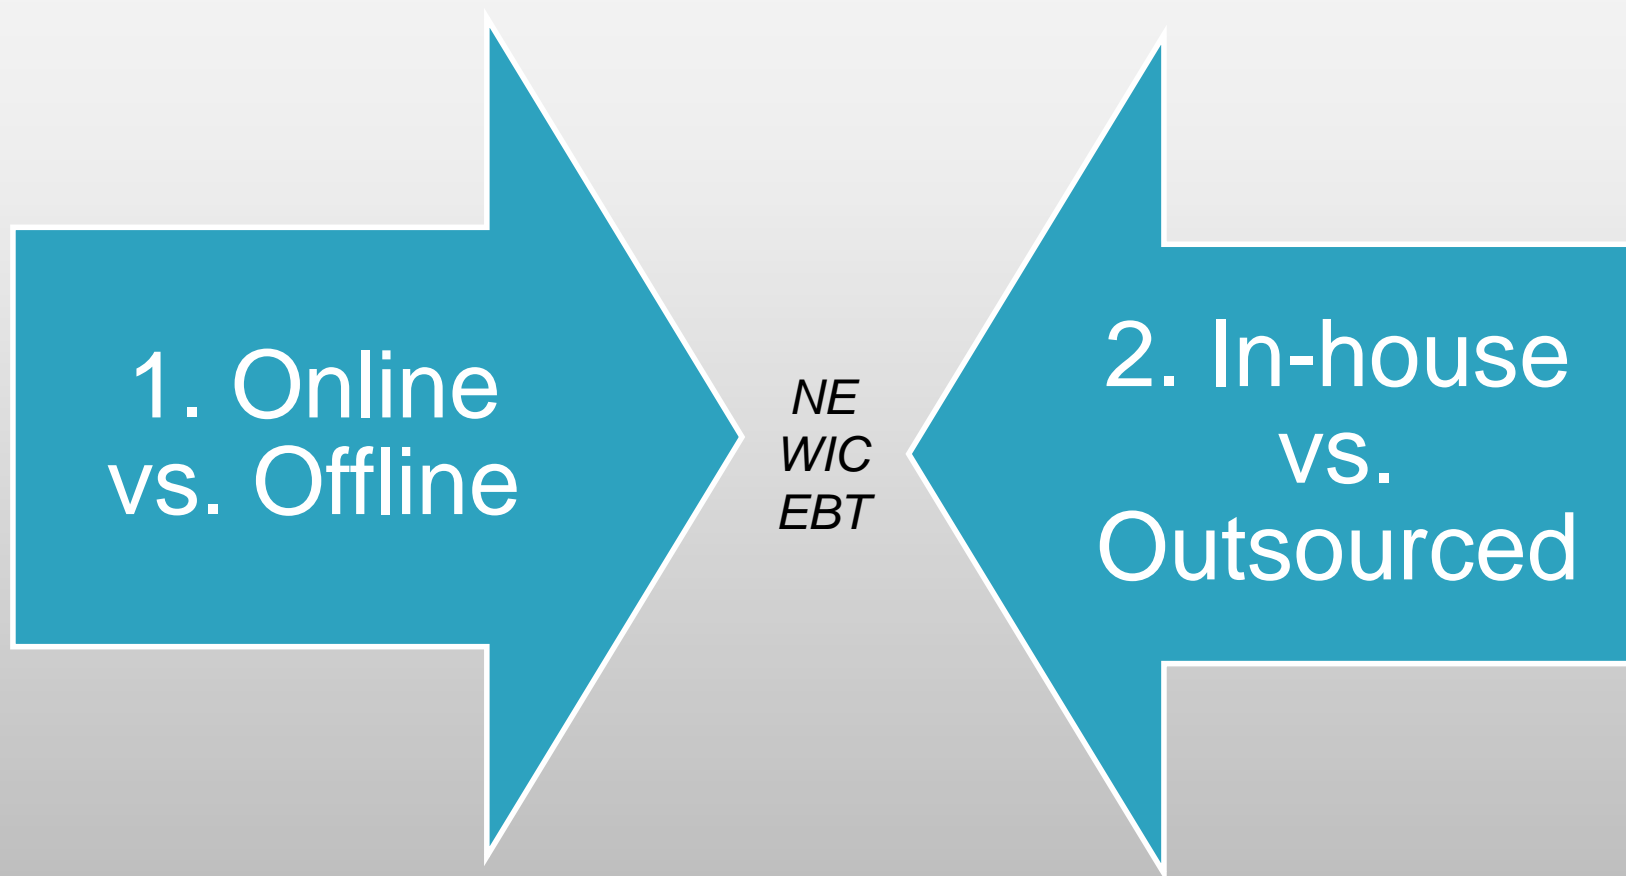 1. Online
vs. Offline
NE
WIC
EBT
2. In-house
vs.
Outsourced